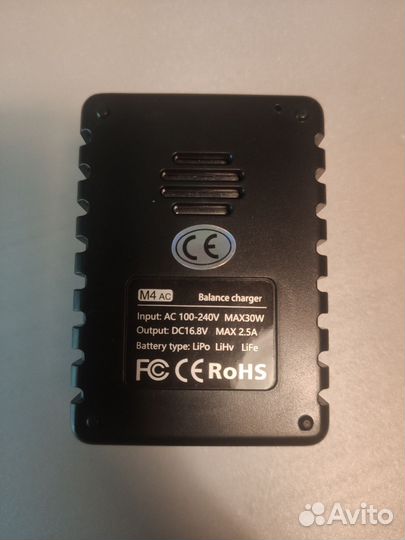 CE
M4 AC Balance charger
Input: AC 100-240V MAX30W
Output: DC16.8V MAX 2.5A
Battery type: LiPo LiHv LiFe
FC CE RoHS
Avito